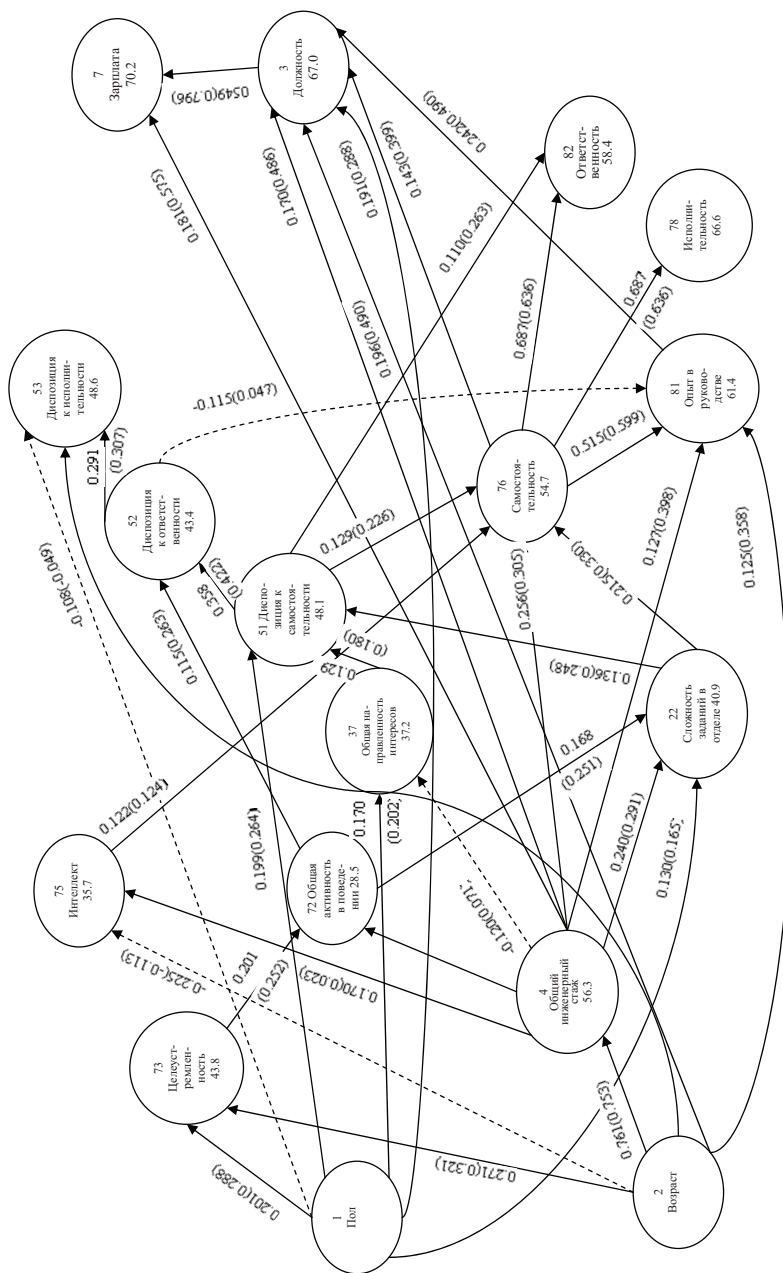 7
Зарплата
70.2
3
Должность
67.0
0549(0.796)
0.181(0.575)
0.170(0.486)
0.191(0.288)
0.196(0.490)
0.143(0.399)
0.242(0.490)
82
Ответст-
венность
58.4
0.110(0.263)
78
Исполни-
тельность
66.6
0.687(0.636)
0.687
(0.636)
53
Диспозиция
к исполни-
тельности
48.6
-0.115(0.047)
81
Опыт в
руково-
дстве
61.4
0.291
(0.307)
52
Диспозиция
к ответст-
венности
43.4
76
Самостоя-
тельность
54.7
0.515(0.599)
0.127(0.398)
0.125(0.358)
-0.108(-0.049)
0.358
(0.422)
0.129(0.226)
0.256(0.305)
0.215(0.330)
51 Диспо-
зиция к
самостоя-
тельности
48.1
0.115(0.263)
0.129
(0.180)
0.136(0.248)
37
Общая на-
правленность
интересов
37.2
22
Сложность
заданий в
отделе 40.9
0.168
(0.251)
0.122(0.124)
0.199(0.264)
0.170
(0.202)
75
Интеллект
35.7
72 Общая
активность
в поведе-
нии 28.5
-0.120(0.071)
0.240(0.291)
0.130(0.165)
0.201
(0.252)
0.170(0.023)
-0.225(-0.113)
4
Общий
инженерный
стаж
56.3
73
Целеуст-
ремлен-
ность
43.8
0.201(0.288)
0.271(0.321)
0.761(0.753)
1
Пол
2
Возраст